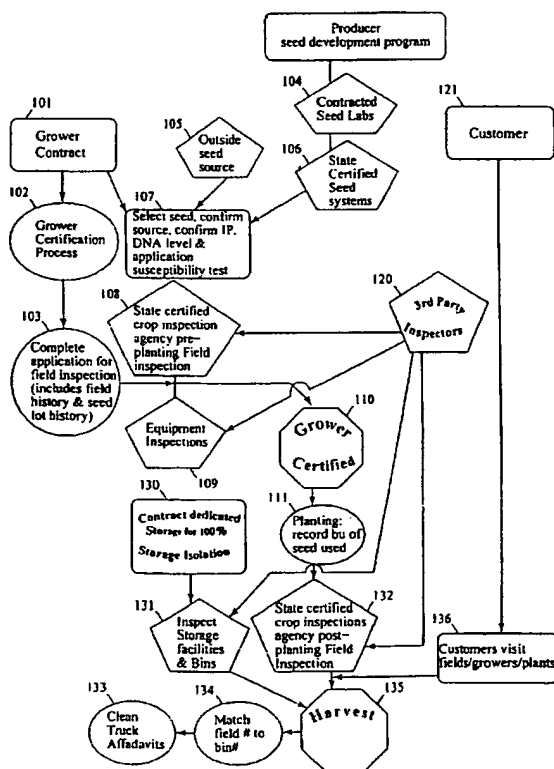 Producer
seed development program
104
Contracted
Seed Labs
101
Grower
Contract
105
Outside
seed
source
106
State
Certified
Seed
systems
121
Customer
102
Grower
Certification
Process
107
Select seed, confirm
source, confirm IP,
DNA level &
application
susceptibility test
108
State certified
crop inspection
agency pre-
planting Field
inspection
120
3rd Party
Inspectors
103
Complete
application for
field inspection
(includes field
history & seed
lot history)
Equipment
Inspections
109
110
Grower
Certified
130
Contract dedicated
Storage for 100%
Storage Isolation
111
Planting:
record bu of
seed used
131
Inspect
Storage
facilities
& Bins
132
State certified
crop inspections
agency post-
planting Field
Inspection
136
Customers visit
fields/growers/plants
133
Clean
Truck
Affadavits
134
Match
field # to
bin#
135
Harvest